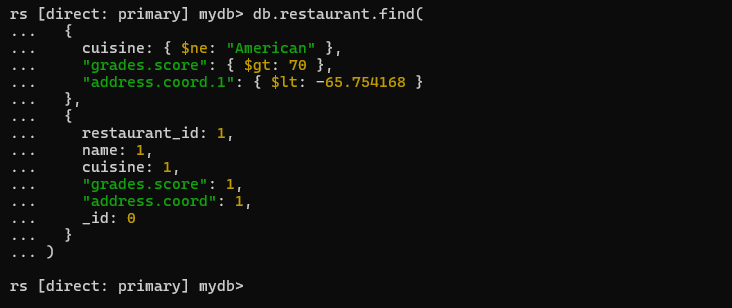 rs [direct: primary] mydb> db.restaurant.find(
...   {
...     cuisine: { $ne: "American" },
...     "grades.score": { $gt: 70 },
...     "address.coord.1": { $lt: -65.754168 }
...   },
...   {
...     restaurant_id: 1,
...     name: 1,
...     cuisine: 1,
...     "grades.score": 1,
...     "address.coord": 1,
...     _id: 0
...   }
... )
rs [direct: primary] mydb>